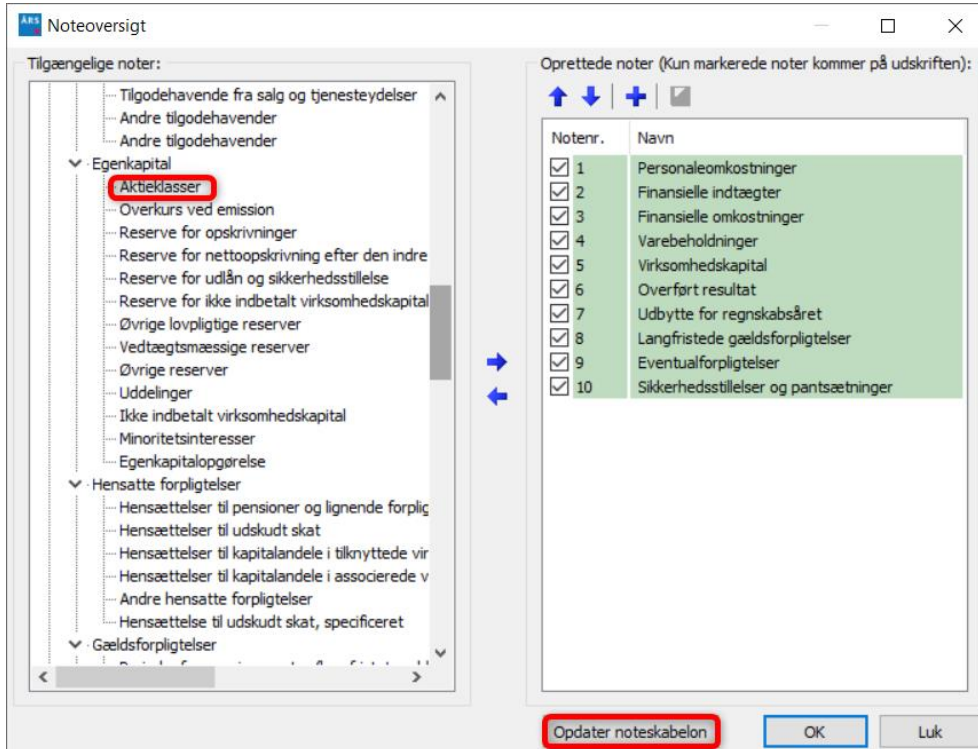 ÅRS
Noteoversigt
Tilgængelige noter:
Tilgodehavende fra salg og tjenesteydelser
Andre tilgodehavender
Andre tilgodehavender
Egenkapital
Aktieklasser
Overkurs ved emission
Reserve for opskrivninger
Reserve for nettoopskrivning efter den indre
Reserve for udlån og sikkerhedsstillelse
Reserve for ikke indbetalt virksomhedskapital
Øvrige lovpligtige reserver
Vedtægtsmæssige reserver
Øvrige reserver
Uddelinger
Ikke indbetalt virksomhedskapital
Minoritetsinteresser
Egenkapitalopgørelse
Hensatte forpligtelser
Hensættelser til pensioner og lignende forplig
Hensættelser til udskudt skat
Hensættelser til kapitalandele i tilknyttede vir
Hensættelser til kapitalandele i associerede v
Andre hensatte forpligtelser
Hensættelse til udskudt skat, specificeret
Gældsforpligtelser
Oprettede noter (Kun markerede noter kommer på udskriften):
Notenr. Navn
1 Personaleomkostninger
2 Finansielle indtægter
3 Finansielle omkostninger
4 Varebeholdninger
5 Virksomhedskapital
6 Overført resultat
7 Udbytte for regnskabsåret
8 Langfristede gældsforpligtelser
9 Eventualforpligtelser
10 Sikkerhedsstillelser og pantsætninger
Opdater noteskabelon
OK
Luk